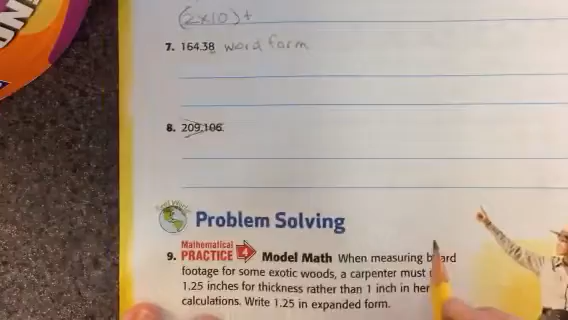 (2x10) +
7. 164.38 word form
8. 209.106
Real World
Problem Solving
Mathematical
9. PRACTICE 4 Model Math When measuring
footage for some exotic woods, a carpenter must
1.25 inches for thickness rather than 1 inch in her
calculations. Write 1.25 in expanded form.